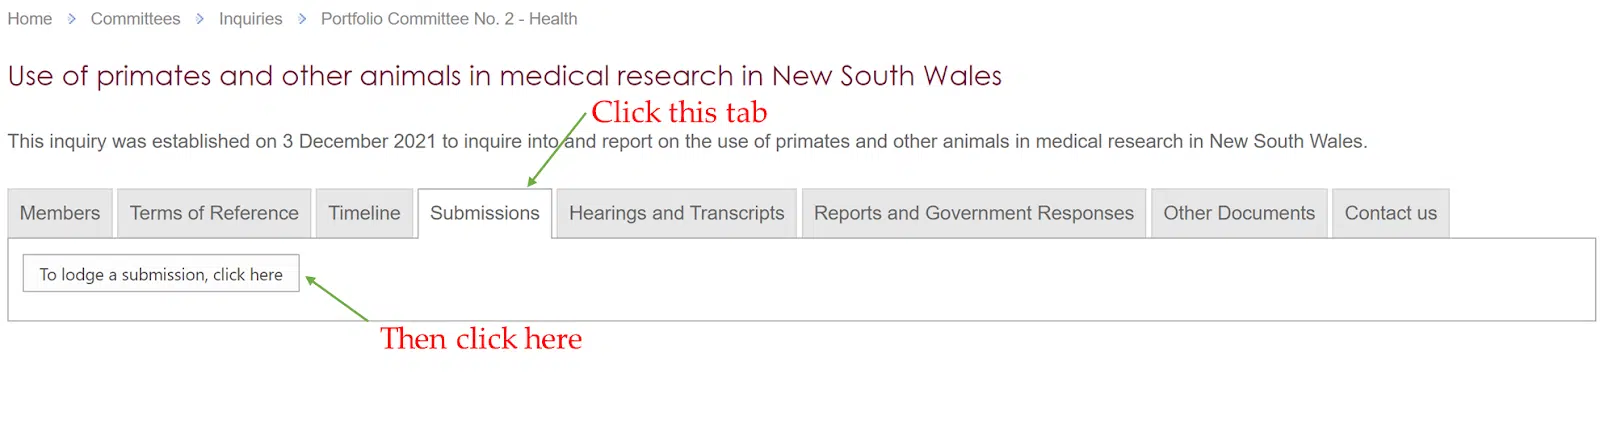 Home > Committees > Inquiries > Portfolio Committee No. 2 - Health
Use of primates and other animals in medical research in New South Wales
Click this tab
This inquiry was established on 3 December 2021 to inquire into and report on the use of primates and other animals in medical research in New South Wales.
Members Terms of Reference Timeline Submissions Hearings and Transcripts Reports and Government Responses Other Documents Contact us
To lodge a submission, click here
Then click here